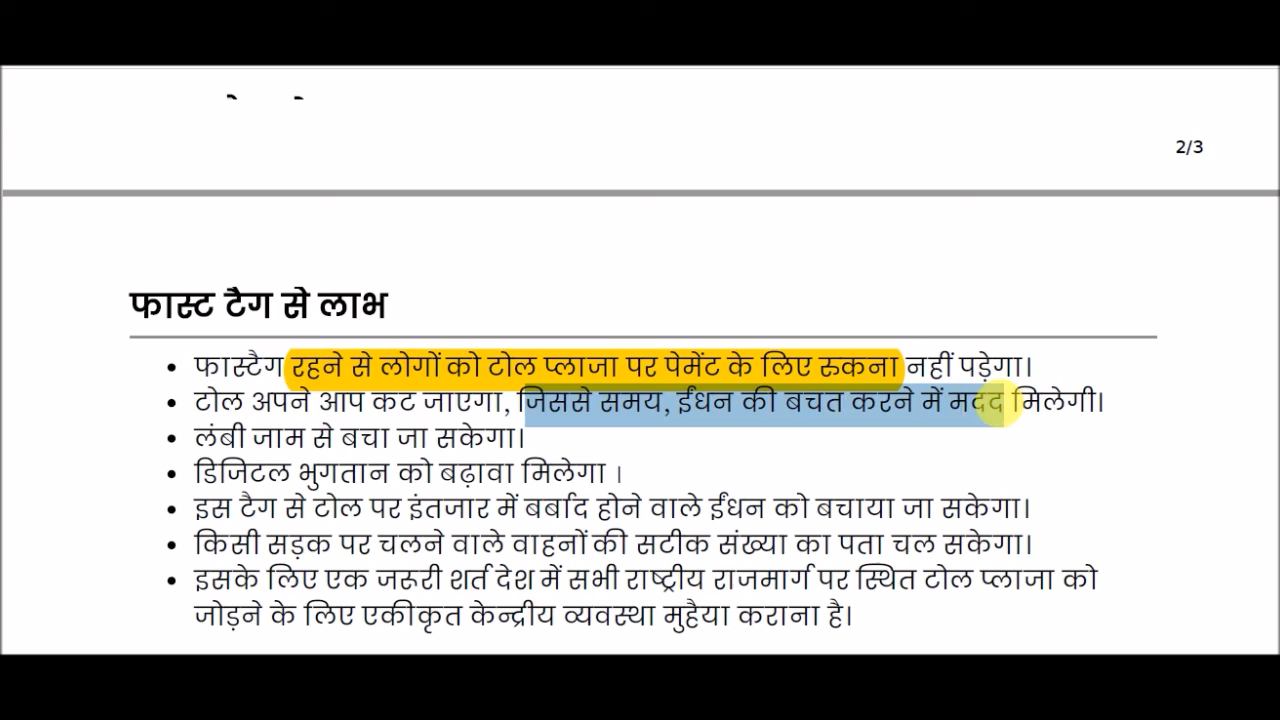 2/3
फास्ट टैग से लाभ
• फास्टैग रहने से लोगों को टोल प्लाजा पर पेमेंट के लिए रुकना नहीं पड़ेगा।
• टोल अपने आप कट जाएगा, जिससे समय, ईंधन की बचत करने में मदद मिलेगी।
• लंबी जाम से बचा जा सकेगा।
• डिजिटल भुगतान को बढ़ावा मिलेगा ।
• इस टैग से टोल पर इंतजार में बर्बाद होने वाले ईंधन को बचाया जा सकेगा।
• किसी सड़क पर चलने वाले वाहनों की सटीक संख्या का पता चल सकेगा।
• इसके लिए एक जरूरी शर्त देश में सभी राष्ट्रीय राजमार्ग पर स्थित टोल प्लाजा को
जोड़ने के लिए एकीकृत केन्द्रीय व्यवस्था मुहैया कराना है।